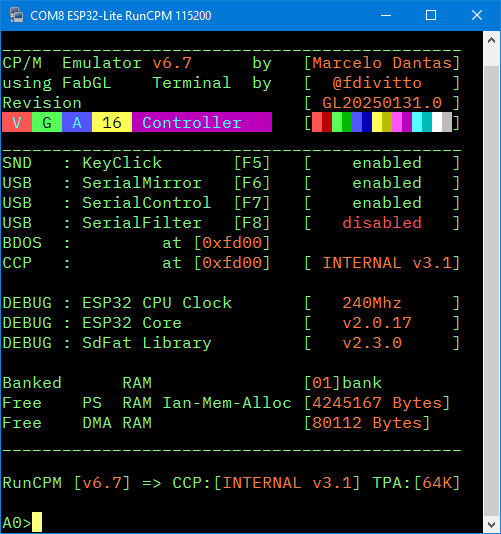 COM8 ESP32-Lite RunCPM 115200
CP/M Emulator v6.7 by [Marcelo Dantas]
using FabGL Terminal by [ @fdivitto ]
Revision [ GL20250131.0 ]
V G A 16 Controller [ ]
SND : KeyClick [F5] [ enabled ]
USB : SerialMirror [F6] [ enabled ]
USB : SerialControl [F7] [ enabled ]
USB : SerialFilter [F8] [ disabled ]
BDOS : at [0xfd00]
CCP : at [0xfd00] [ INTERNAL v3.1]
DEBUG : ESP32 CPU Clock [ 240Mhz ]
DEBUG : ESP32 Core [ v2.0.17 ]
DEBUG : SdFat Library [ v2.3.0 ]
Banked RAM [01]bank
Free PS RAM Ian-Mem-Alloc [4245167 Bytes]
Free DMA RAM [80112 Bytes]
RunCPM [v6.7] => CCP:[INTERNAL v3.1] TPA:[64K]
A0>